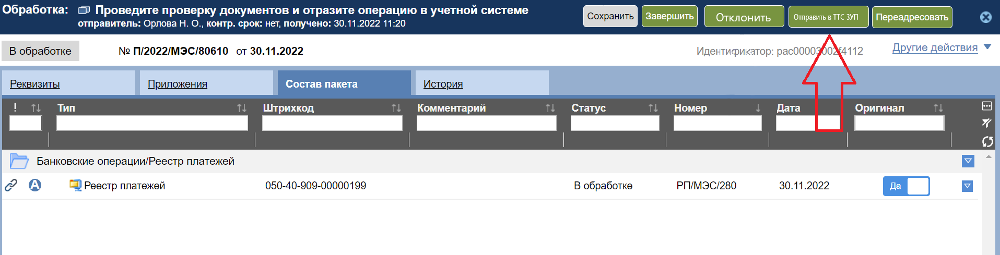 Обработка: Проведите проверку документов и отразите операцию в учетной системе
отправитель: Орлова Н. О., контр. срок: нет, получено: 30.11.2022 11:20
Сохранить Завершить Отклонить Отправить в ТТС ЗУП Переадресовать
В обработке № П/2022/МЭС/80610 от 30.11.2022 Идентификатор: pac00003002f4112 Другие действия
Реквизиты Приложения Состав пакета История
! Тип Штрихкод Комментарий Статус Номер Дата Оригинал
Банковские операции/Реестр платежей
А Реестр платежей 050-40-909-00000199 В обработке РП/МЭС/280 30.11.2022 Да